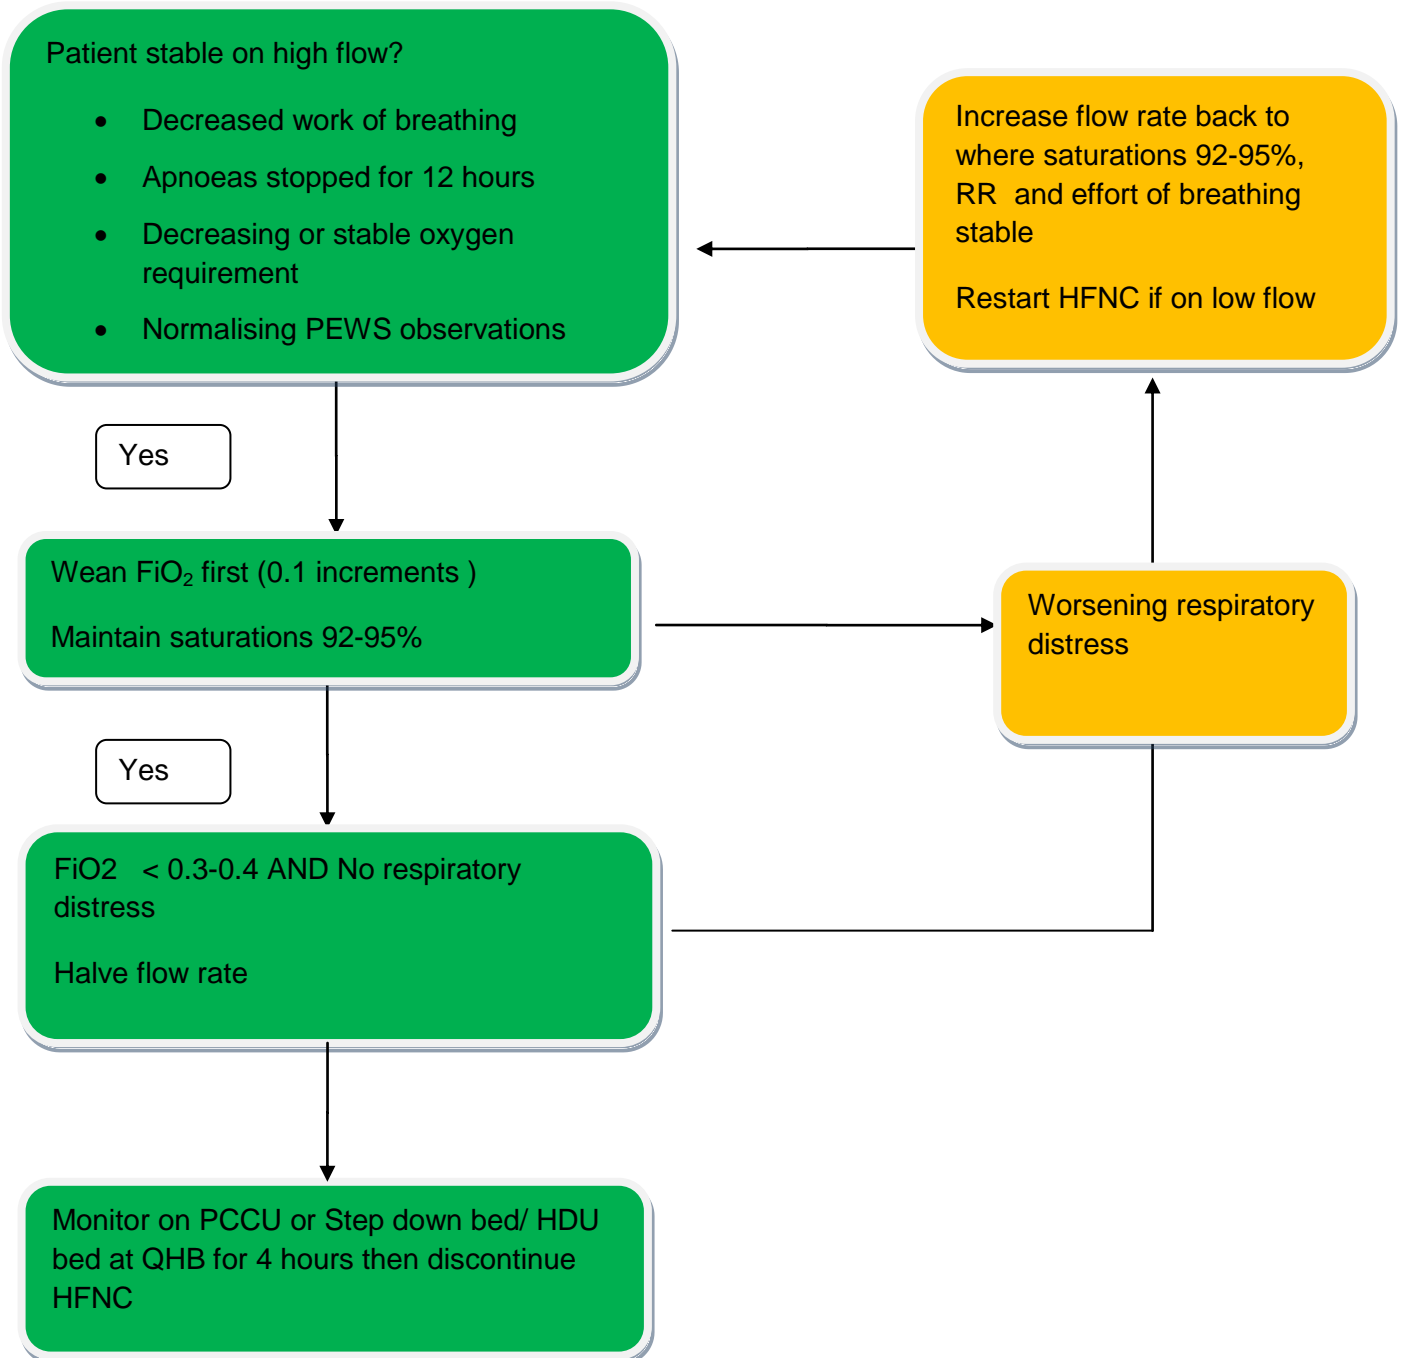 Patient stable on high flow?
• Decreased work of breathing
• Apnoeas stopped for 12 hours
• Decreasing or stable oxygen
requirement
• Normalising PEWS observations
Increase flow rate back to
where saturations 92-95%,
RR  and effort of breathing
stable
Restart HFNC if on low flow
Yes
Wean FiO₂ first (0.1 increments )
Maintain saturations 92-95%
Worsening respiratory
distress
Yes
FiO2   < 0.3-0.4 AND No respiratory
distress
Halve flow rate
Monitor on PCCU or Step down bed/ HDU
bed at QHB for 4 hours then discontinue
HFNC